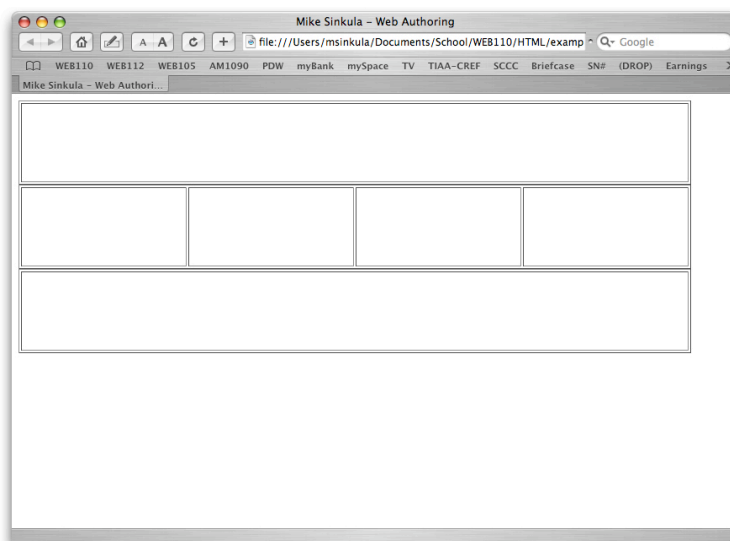 Mike Sinkula - Web Authoring
A A file:///Users/msinkula/Documents/School/WEB110/HTML/examp Google
WEB110 WEB112 WEB105 AM1090 PDW myBank mySpace TV TIAA-CREF SCCC Briefcase SN# (DROP) Earnings
Mike Sinkula - Web Authori...